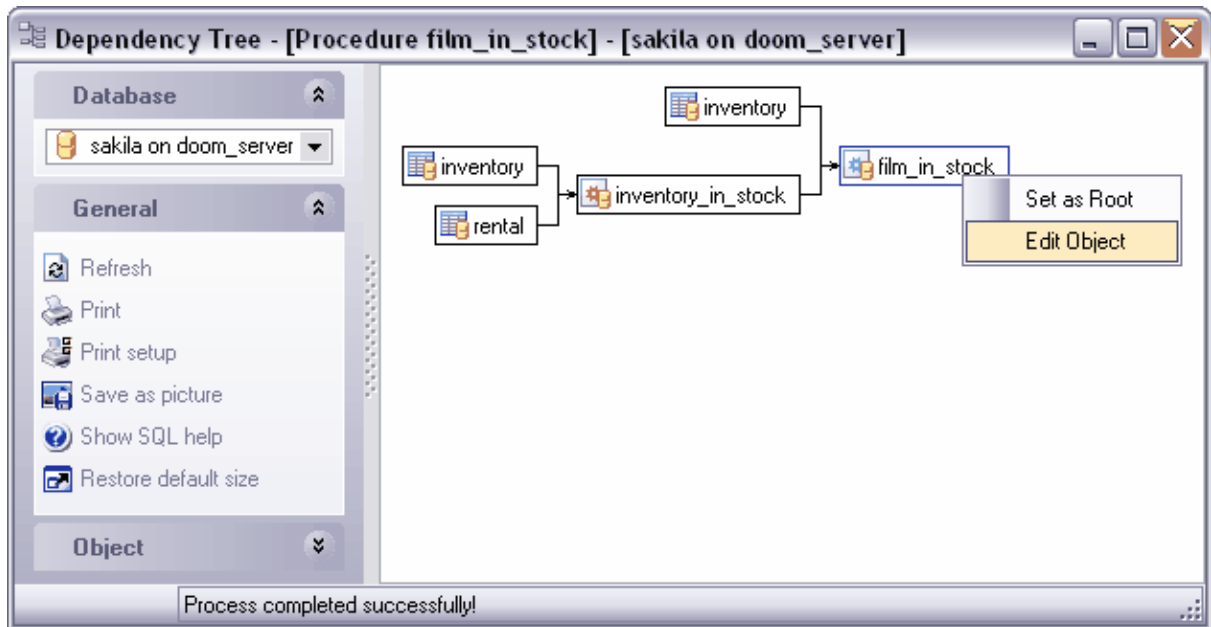 Dependency Tree - [Procedure film_in_stock] - [sakila on doom_server]
Database
sakila on doom_server
General
Refresh
Print
Print setup
Save as picture
Show SQL help
Restore default size
Object
inventory
inventory
rental
inventory_in_stock
film_in_stock
Set as Root
Edit Object
Process completed successfully!